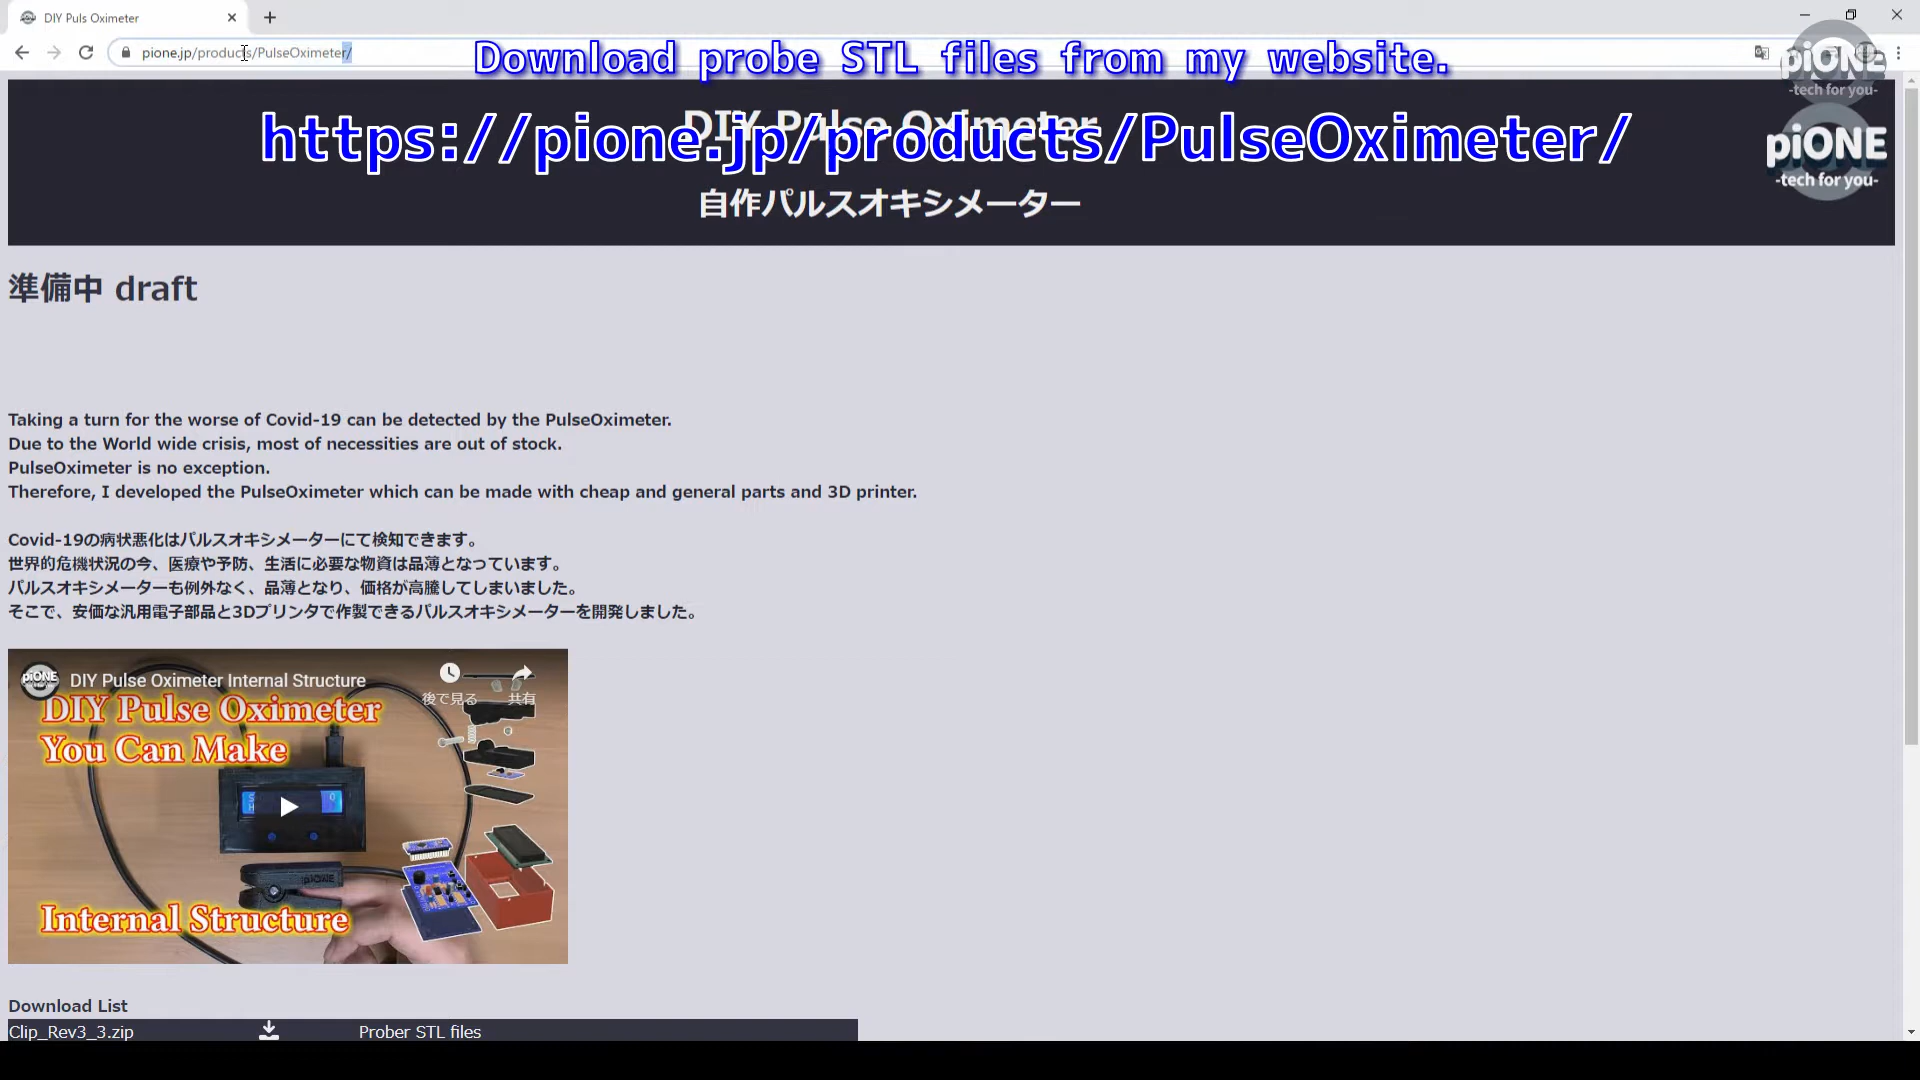 DIY Puls Oximeter
pione.jp/products/PulseOximeter/
Download probe STL files from my website.
https://pione.jp/products/PulseOximeter/
DIY Pulse Oximeter
自作パルスオキシメーター
piONE
-tech for you-
piONE
-tech for you-
準備中 draft
Taking a turn for the worse of Covid-19 can be detected by the PulseOximeter.
Due to the World wide crisis, most of necessities are out of stock.
PulseOximeter is no exception.
Therefore, I developed the PulseOximeter which can be made with cheap and general parts and 3D printer.
Covid-19の病状悪化はパルスオキシメーターにて検知できます。
世界的危機状況の今、医療や予防、生活に必要な物資は品薄となっています。
パルスオキシメーターも例外なく、品薄となり、価格が高騰してしまいました。
そこで、安価な汎用電子部品と3Dプリンタで作製できるパルスオキシメーターを開発しました。
piONE
DIY Pulse Oximeter Internal Structure
後で見る
共有
DIY Pulse Oximeter
You Can Make
piONE
Internal Structure
Download List
Clip_Rev3_3.zip
Prober STL files